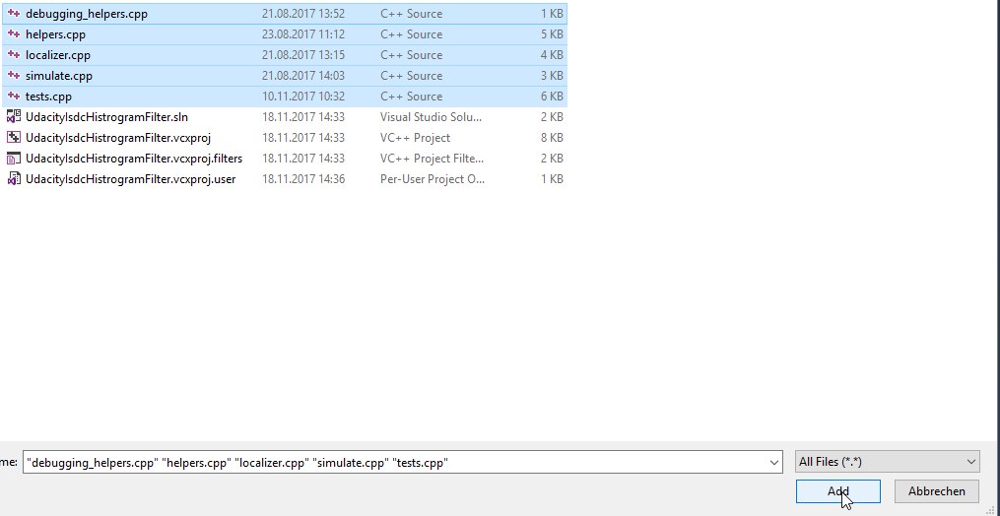 debugging_helpers.cpp 21.08.2017 13:52 C++ Source 1 KB
helpers.cpp 23.08.2017 11:12 C++ Source 5 KB
localizer.cpp 21.08.2017 13:15 C++ Source 4 KB
simulate.cpp 21.08.2017 14:03 C++ Source 3 KB
tests.cpp 10.11.2017 10:32 C++ Source 6 KB
UdacityIsdcHistrogramFilter.sln 18.11.2017 14:33 Visual Studio Solu... 2 KB
UdacityIsdcHistrogramFilter.vcxproj 18.11.2017 14:33 VC++ Project 8 KB
UdacityIsdcHistrogramFilter.vcxproj.filters 18.11.2017 14:33 VC++ Project Filte... 2 KB
UdacityIsdcHistrogramFilter.vcxproj.user 18.11.2017 14:36 Per-User Project O... 1 KB
me: "debugging_helpers.cpp" "helpers.cpp" "localizer.cpp" "simulate.cpp" "tests.cpp" All Files (*.*)
Add Abbrechen